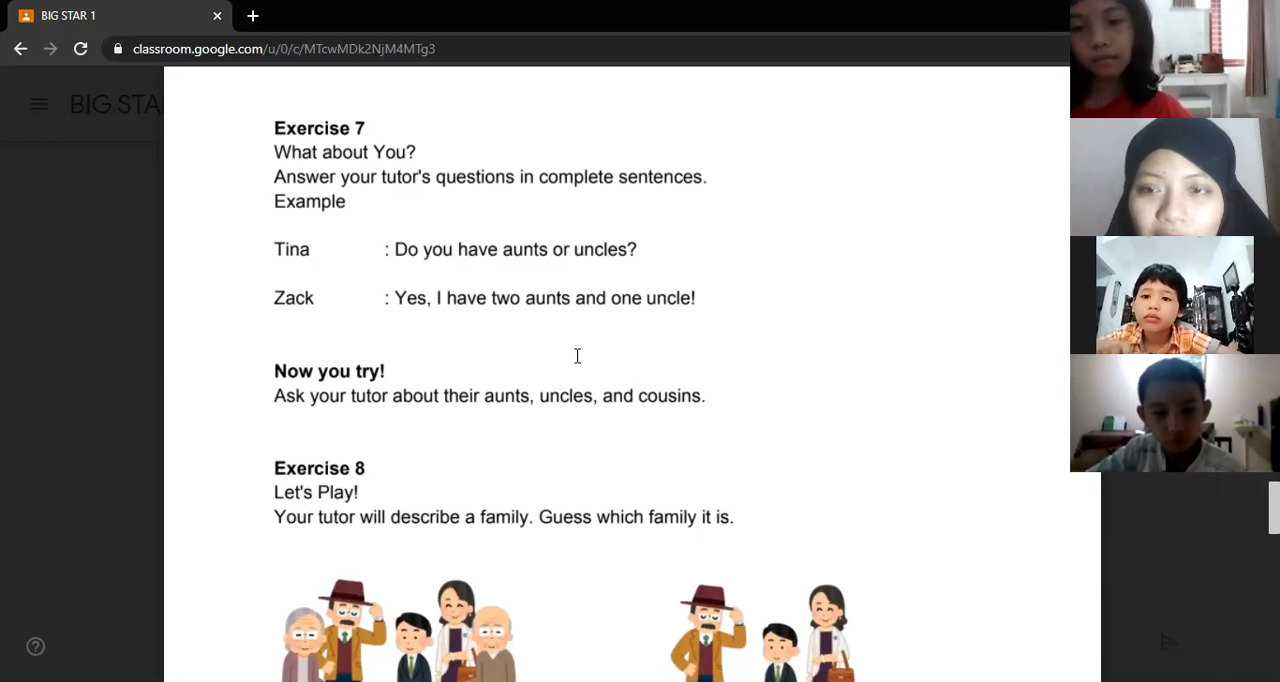 BIG STAR 1
classroom.google.com/u/0/c/MTcwMDk2NjM4MTg3
BIG STA
Exercise 7
What about You?
Answer your tutor's questions in complete sentences.
Example
Tina : Do you have aunts or uncles?
Zack : Yes, I have two aunts and one uncle!
Now you try!
Ask your tutor about their aunts, uncles, and cousins.
Exercise 8
Let's Play!
Your tutor will describe a family. Guess which family it is.